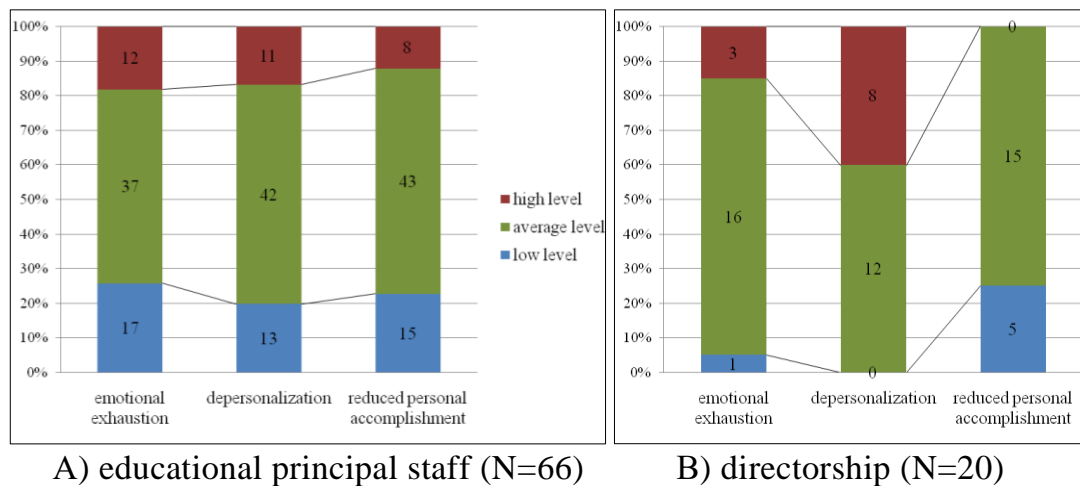 100%
90%
80%
70%
60%
50%
40%
30%
20%
10%
0%
12
11
8
37
42
43
17
13
15
emotional
exhaustion
depersonalization
reduced personal
accomplishment
high level
average level
low level
100%
90%
80%
70%
60%
50%
40%
30%
20%
10%
0%
3
8
0
16
12
15
1
0
5
emotional
exhaustion
depersonalization
reduced personal
accomplishment
A) educational principal staff (N=66)
B) directorship (N=20)